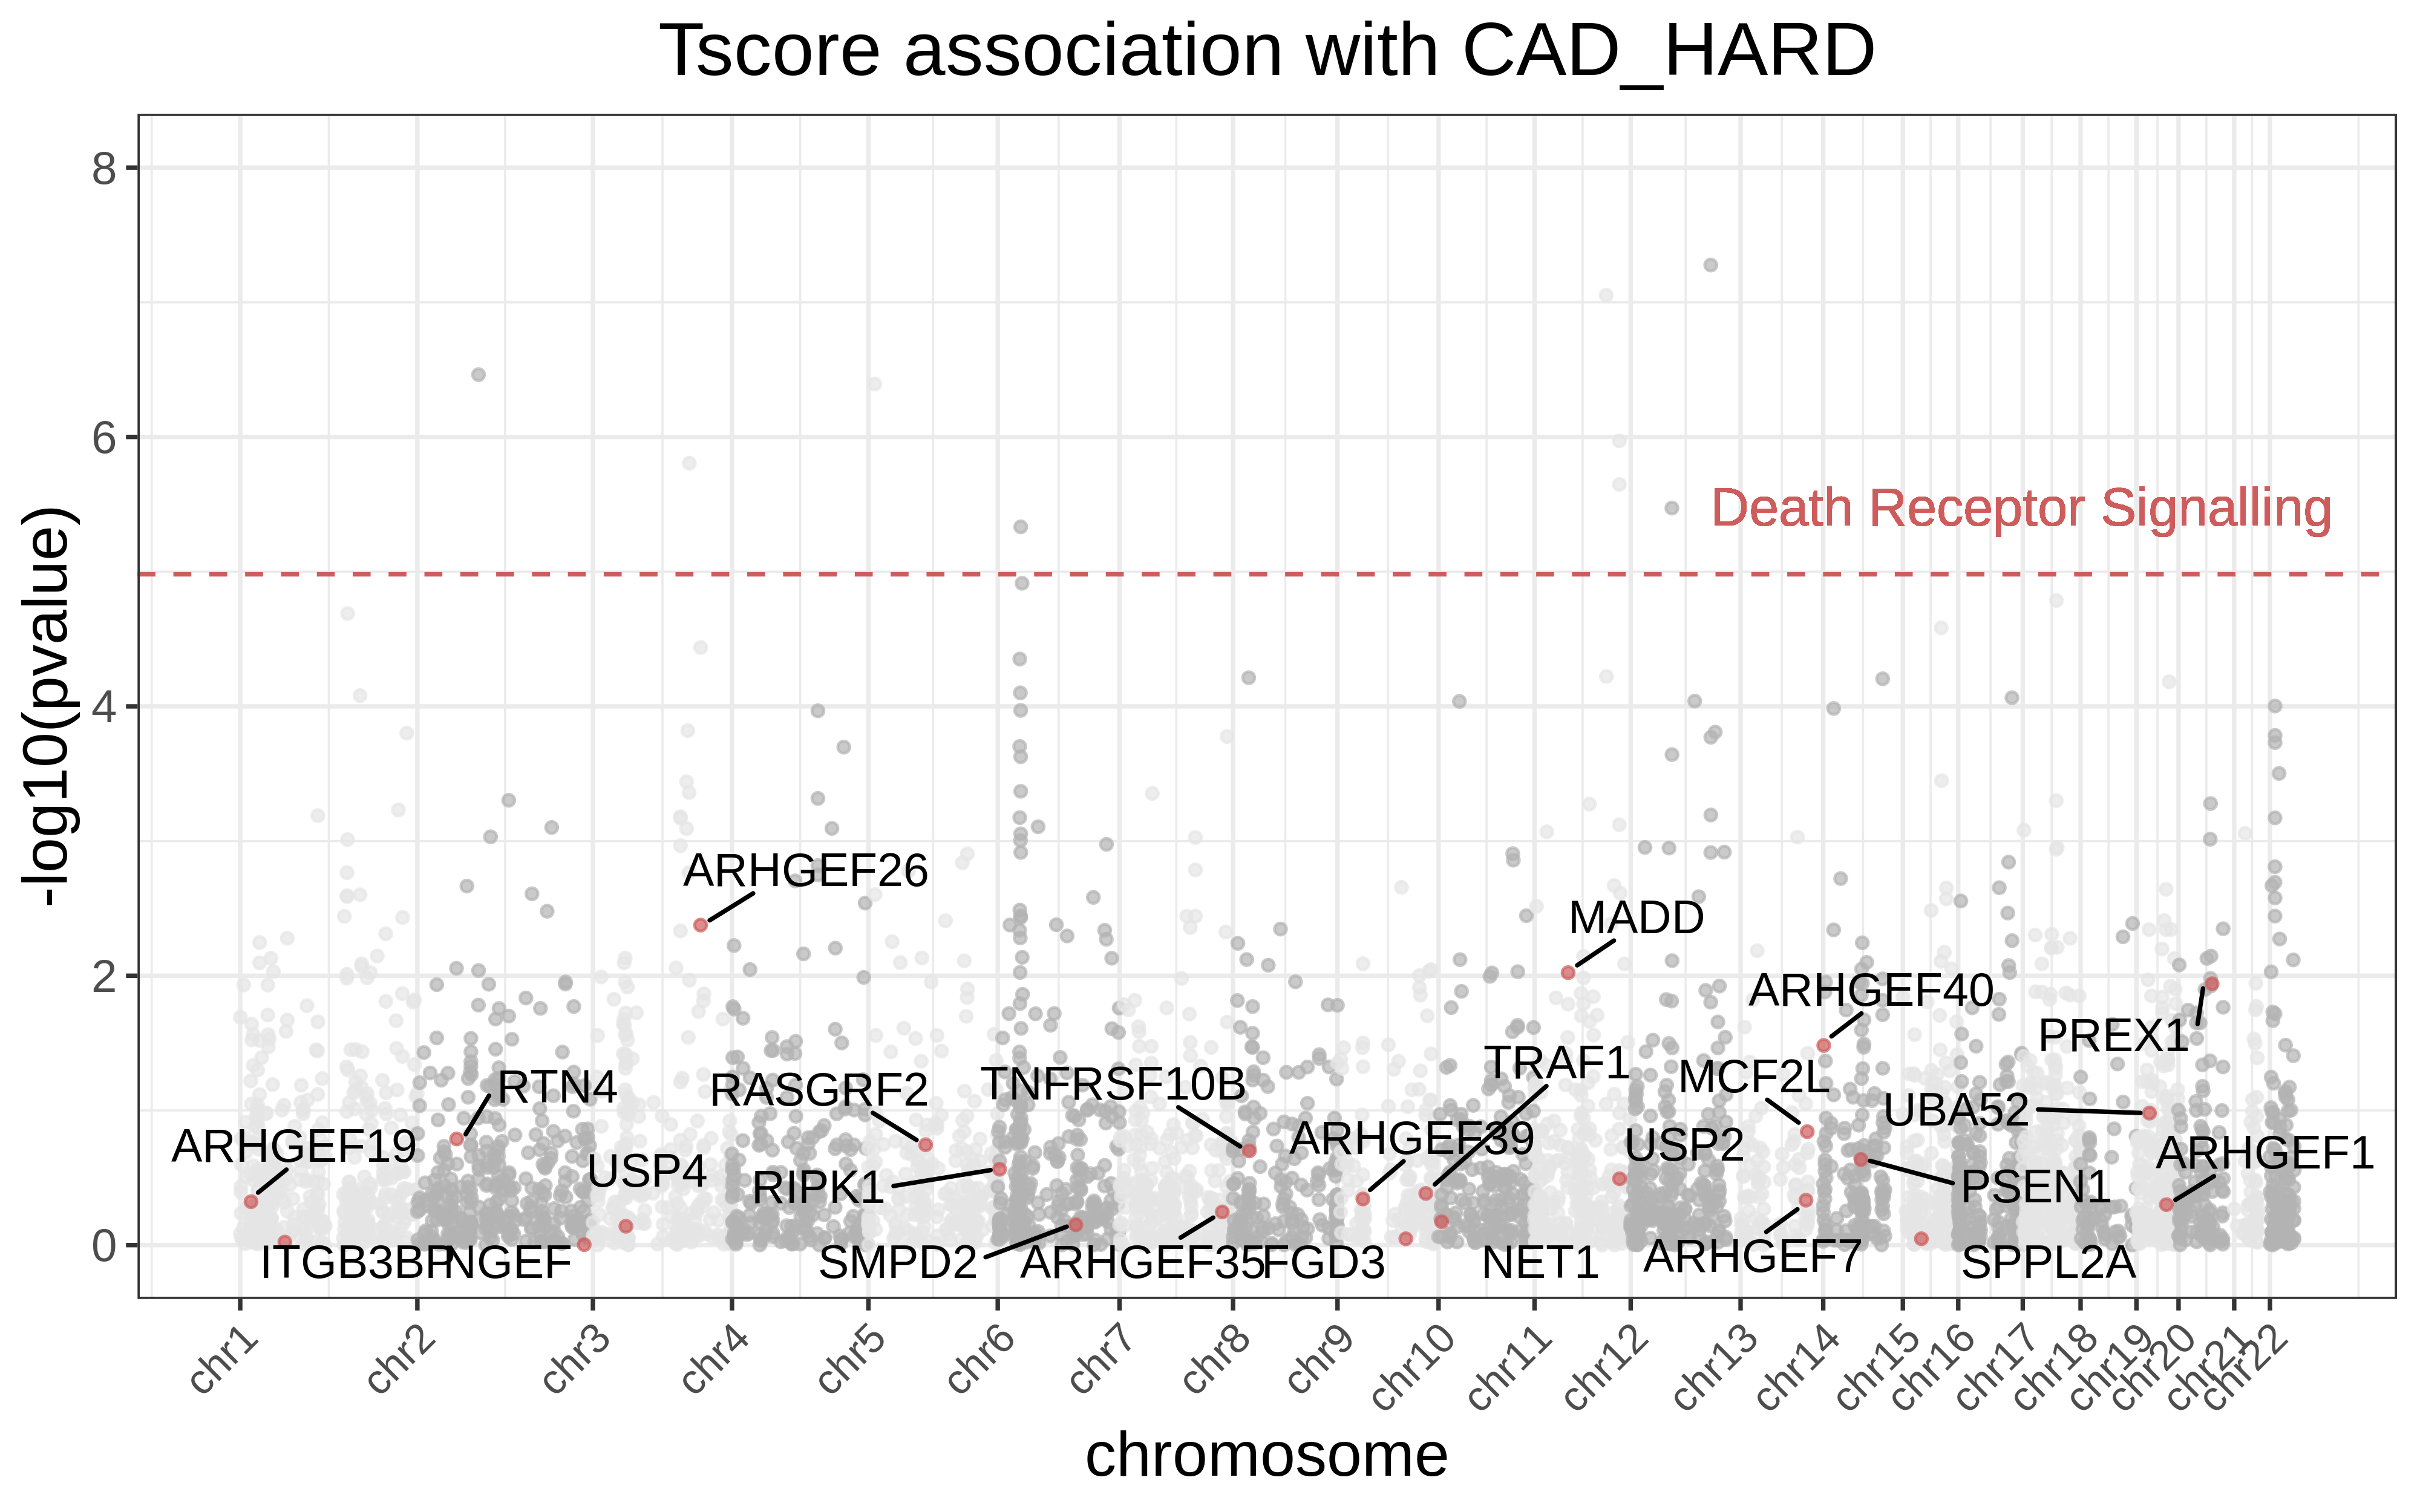 Tscore association with CAD_HARD
8
6
4
2
0
-log10(pvalue)
Death Receptor Signalling
ARHGEF26
MADD
ARHGEF40
PREX1
TRAF1
MCF2L
RTN4
RASGRF2
TNFRSF10B
UBA52
ARHGEF19
ARHGEF39
USP2
ARHGEF1
USP4
RIPK1
PSEN1
ITGB3BP
NGEF
SMPD2
ARHGEF35
FGD3
NET1
ARHGEF7
SPPL2A
chr1
chr2
chr3
chr4
chr5
chr6
chr7
chr8
chr9
chr10
chr11
chr12
chr13
chr14
chr15
chr16
chr17
chr18
chr19
chr20
chr21
chr22
chromosome